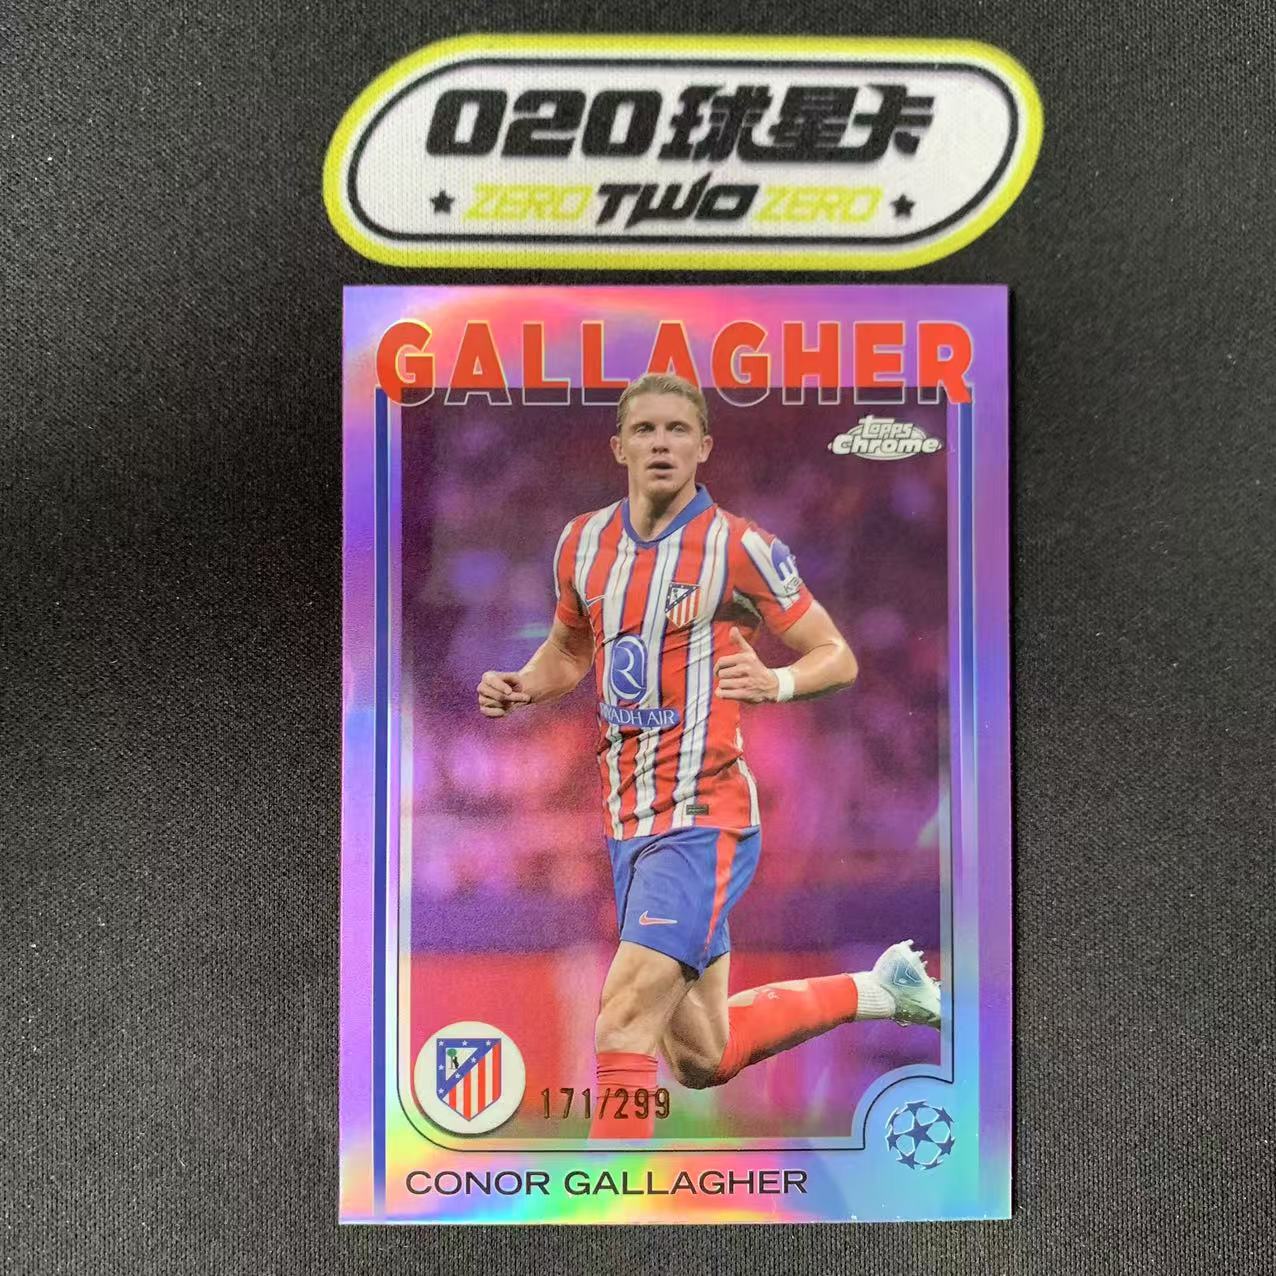 020球星卡
ZERO TWO ZERO
GALLAGHER
Topps
Chrome
RIYADH AIR
171/299
CONOR GALLAGHER